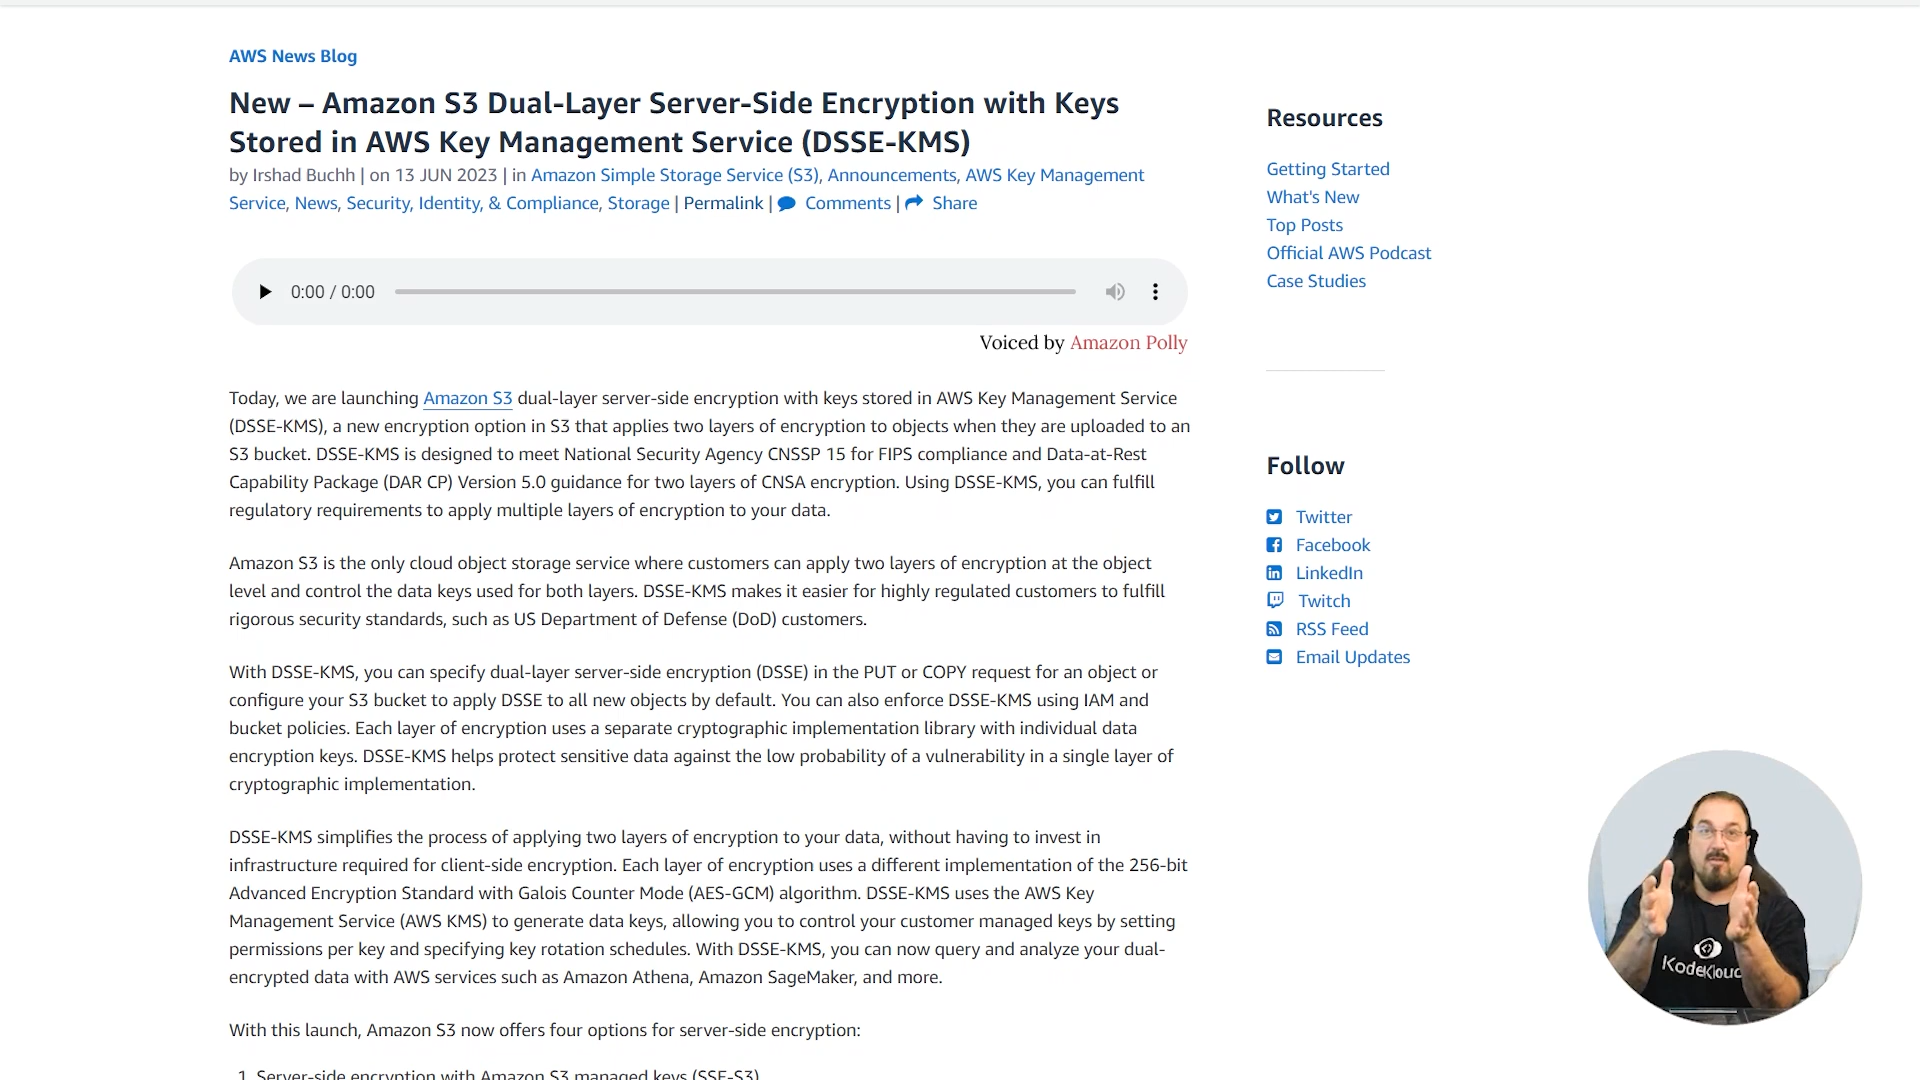 AWS News Blog
New – Amazon S3 Dual-Layer Server-Side Encryption with Keys
Stored in AWS Key Management Service (DSSE-KMS)
by Irshad Buchh | on 13 JUN 2023 | in Amazon Simple Storage Service (S3), Announcements, AWS Key Management
Service, News, Security, Identity, & Compliance, Storage | Permalink | Comments | Share
0:00 / 0:00
Voiced by Amazon Polly
Today, we are launching Amazon S3 dual-layer server-side encryption with keys stored in AWS Key Management Service
(DSSE-KMS), a new encryption option in S3 that applies two layers of encryption to objects when they are uploaded to an
S3 bucket. DSSE-KMS is designed to meet National Security Agency CNSSP 15 for FIPS compliance and Data-at-Rest
Capability Package (DAR CP) Version 5.0 guidance for two layers of CNSA encryption. Using DSSE-KMS, you can fulfill
regulatory requirements to apply multiple layers of encryption to your data.
Amazon S3 is the only cloud object storage service where customers can apply two layers of encryption at the object
level and control the data keys used for both layers. DSSE-KMS makes it easier for highly regulated customers to fulfill
rigorous security standards, such as US Department of Defense (DoD) customers.
With DSSE-KMS, you can specify dual-layer server-side encryption (DSSE) in the PUT or COPY request for an object or
configure your S3 bucket to apply DSSE to all new objects by default. You can also enforce DSSE-KMS using IAM and
bucket policies. Each layer of encryption uses a separate cryptographic implementation library with individual data
encryption keys. DSSE-KMS helps protect sensitive data against the low probability of a vulnerability in a single layer of
cryptographic implementation.
DSSE-KMS simplifies the process of applying two layers of encryption to your data, without having to invest in
infrastructure required for client-side encryption. Each layer of encryption uses a different implementation of the 256-bit
Advanced Encryption Standard with Galois Counter Mode (AES-GCM) algorithm. DSSE-KMS uses the AWS Key
Management Service (AWS KMS) to generate data keys, allowing you to control your customer managed keys by setting
permissions per key and specifying key rotation schedules. With DSSE-KMS, you can now query and analyze your dual-
encrypted data with AWS services such as Amazon Athena, Amazon SageMaker, and more.
With this launch, Amazon S3 now offers four options for server-side encryption:
1. Server-side encryption with Amazon S3 managed keys (SSE-S3)
Resources
Getting Started
What's New
Top Posts
Official AWS Podcast
Case Studies
Follow
Twitter
Facebook
LinkedIn
Twitch
RSS Feed
Email Updates
KodeKloud